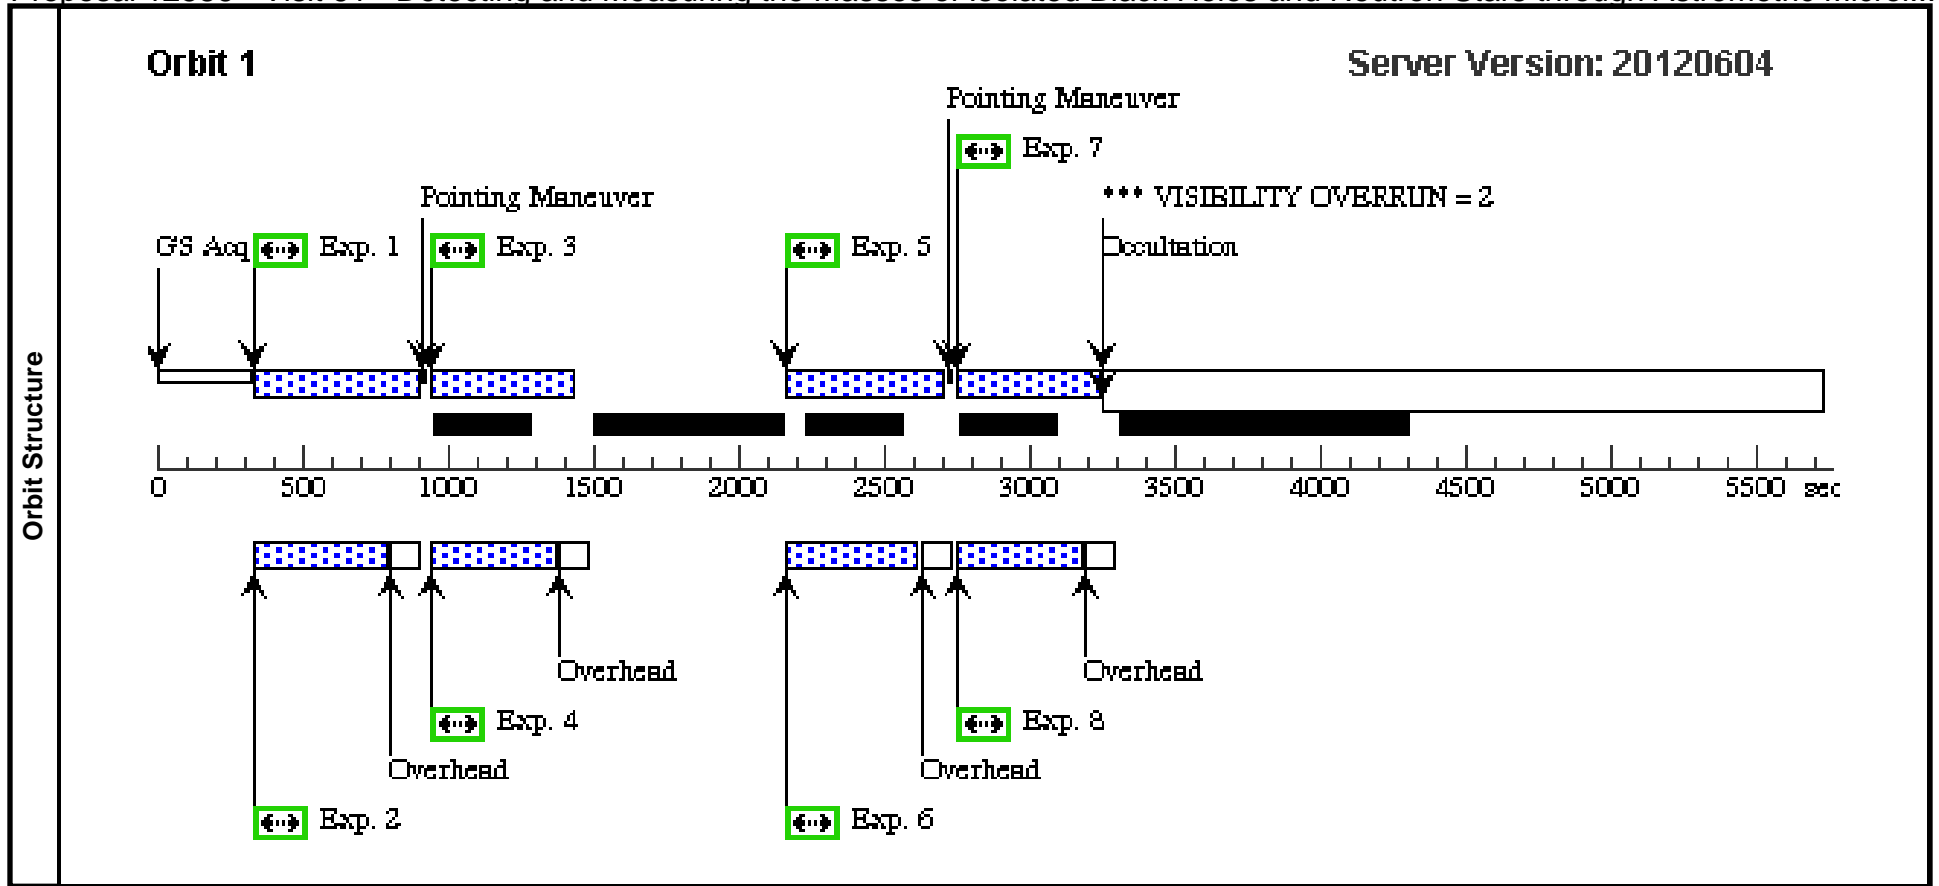 Orbit 1
Server Version: 20120604
Pointing Maneuver
Exp. 7
Pointing Maneuver
*** VISIBILITY OVERRUN = 2
GS Acq
Exp. 1
Exp. 3
Exp. 5
Occultation
Orbit Structure
0 500 1000 1500 2000 2500 3000 3500 4000 4500 5000 5500 sec
Overhead
Overhead
Exp. 4
Exp. 8
Overhead
Overhead
Exp. 2
Exp. 6